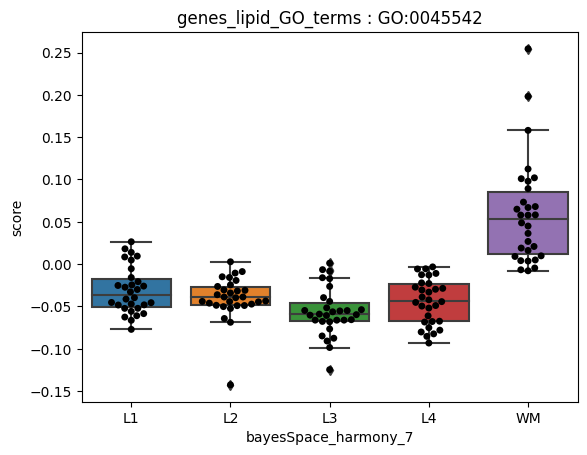 genes_lipid_GO_terms : GO:0045542
0.25
0.20
0.15
0.10
0.05
0.00
−0.05
−0.10
−0.15
score
L1 L2 L3 L4 WM
bayesSpace_harmony_7